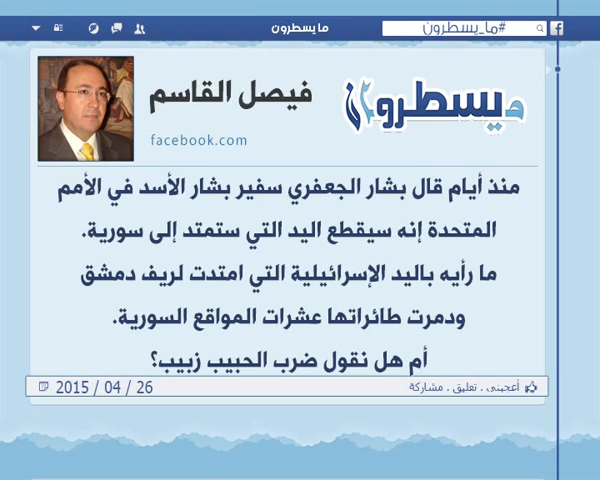 #ما_يسطرون
ما يسطرون
ما يسطرون
فيصل القاسم
facebook.com
منذ أيام قال بشار الجعفري سفير بشار الأسد في الأمم
المتحدة إنه سيقطع اليد التي ستمتد إلى سورية.
ما رأيه باليد الإسرائيلية التي امتدت لريف دمشق
ودمرت طائراتها عشرات المواقع السورية.
أم هل نقول ضرب الحبيب زبيب؟
أعجبني . تعليق . مشاركة
2015 / 04 / 26